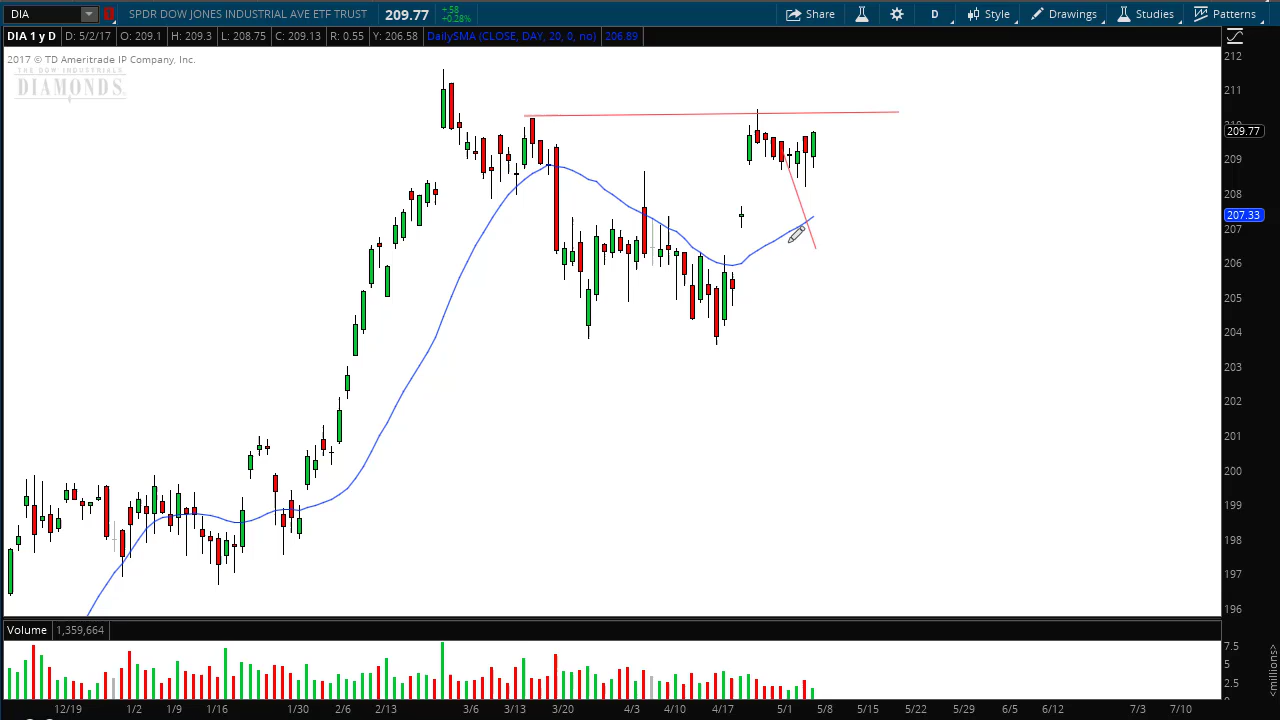 DIA SPDR DOW JONES INDUSTRIAL AVE ETF TRUST 209.77 +.58 +0.28% Share D Style Drawings Studies Patterns
DIA 1 y D D: 5/2/17 O: 209.1 H: 209.3 L: 208.75 C: 209.13 R: 0.55 Y: 206.58 DailySMA (CLOSE, DAY, 20, 0, no) 206.89
2017 © TD Ameritrade IP Company, Inc.
THE DOW INDUSTRIALS
DIAMONDS
212
211
210
209.77
209
208
207.33
207
206
205
204
203
202
201
200
199
198
197
196
Volume 1,359,664
7.5
5
2.5
0
<millions>
12/19 1/2 1/9 1/16 1/30 2/6 2/13 3/6 3/13 3/20 4/3 4/10 4/17 5/1 5/8 5/15 5/22 5/29 6/5 6/12 7/3 7/10